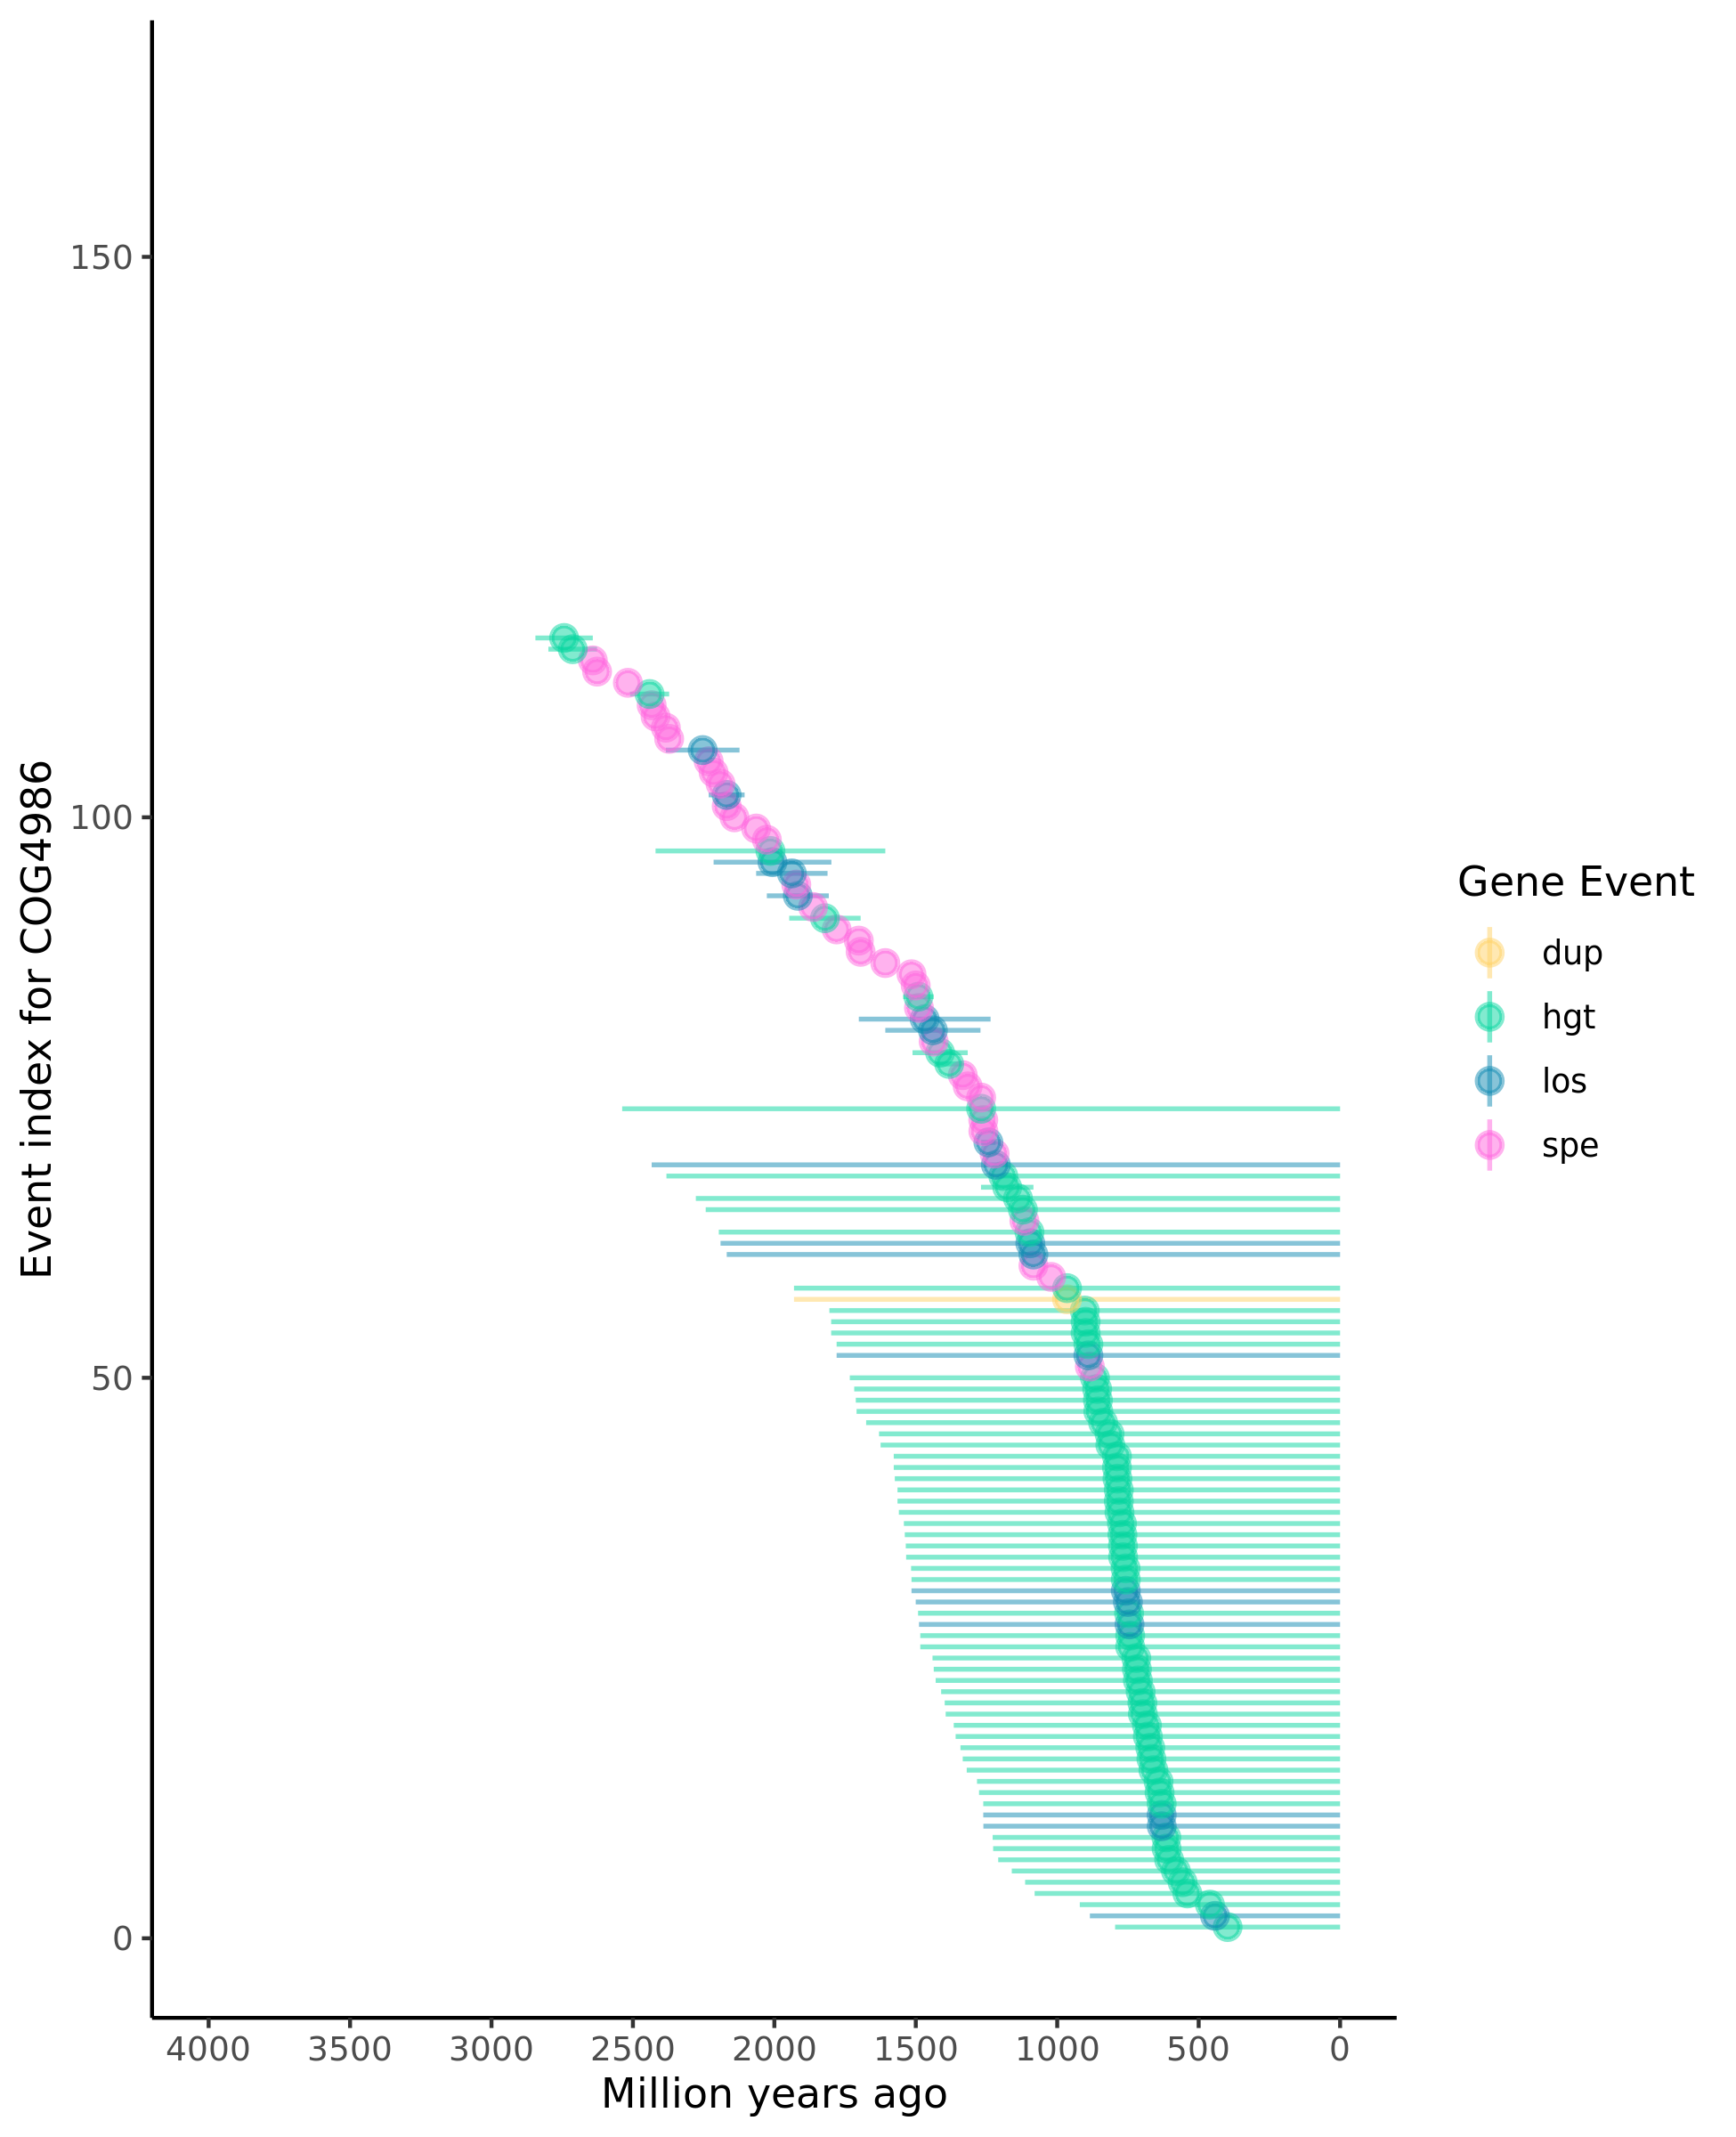 Event index for COG4986
150
100
50
0
4000 3500 3000 2500 2000 1500 1000 500 0
Million years ago
Gene Event
dup
hgt
los
spe